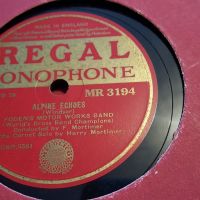 MADE IN ENGLAND
REGAL
ZONOPHONE
MR 3194
ALPINE ECHOES
(Windsor)
FODEN'S MOTOR WORKS BAND
(World's Brass Band Champions)
Conducted by F. Mortimer
Cornet Solo by Harry Mortimer